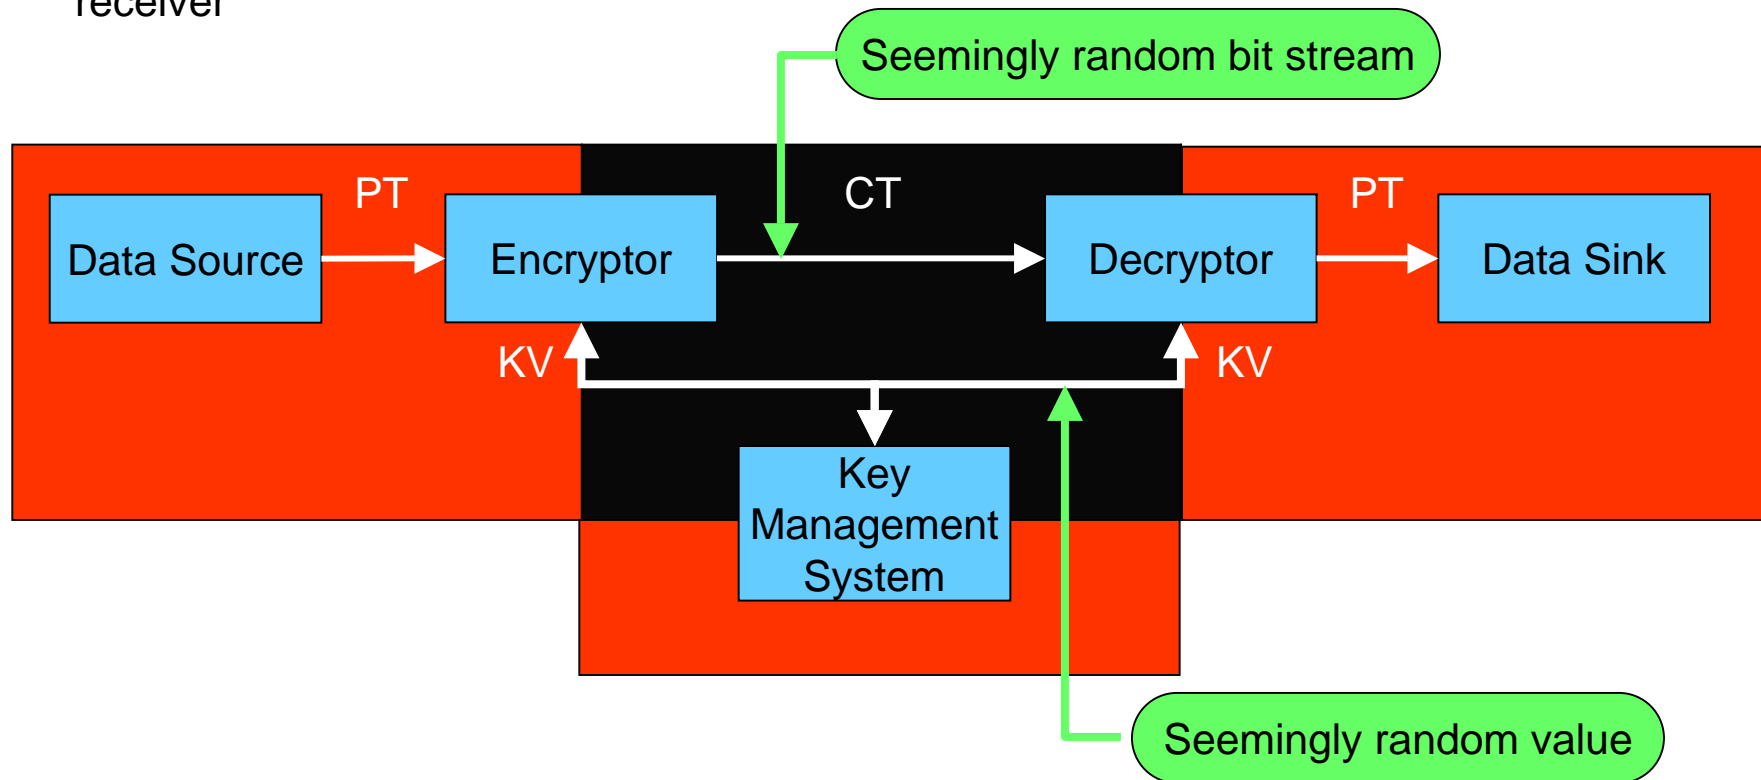 receiver
Seemingly random bit stream
PT
CT
PT
Data Source
Encryptor
Decryptor
Data Sink
KV
KV
Key
Management
System
Seemingly random value